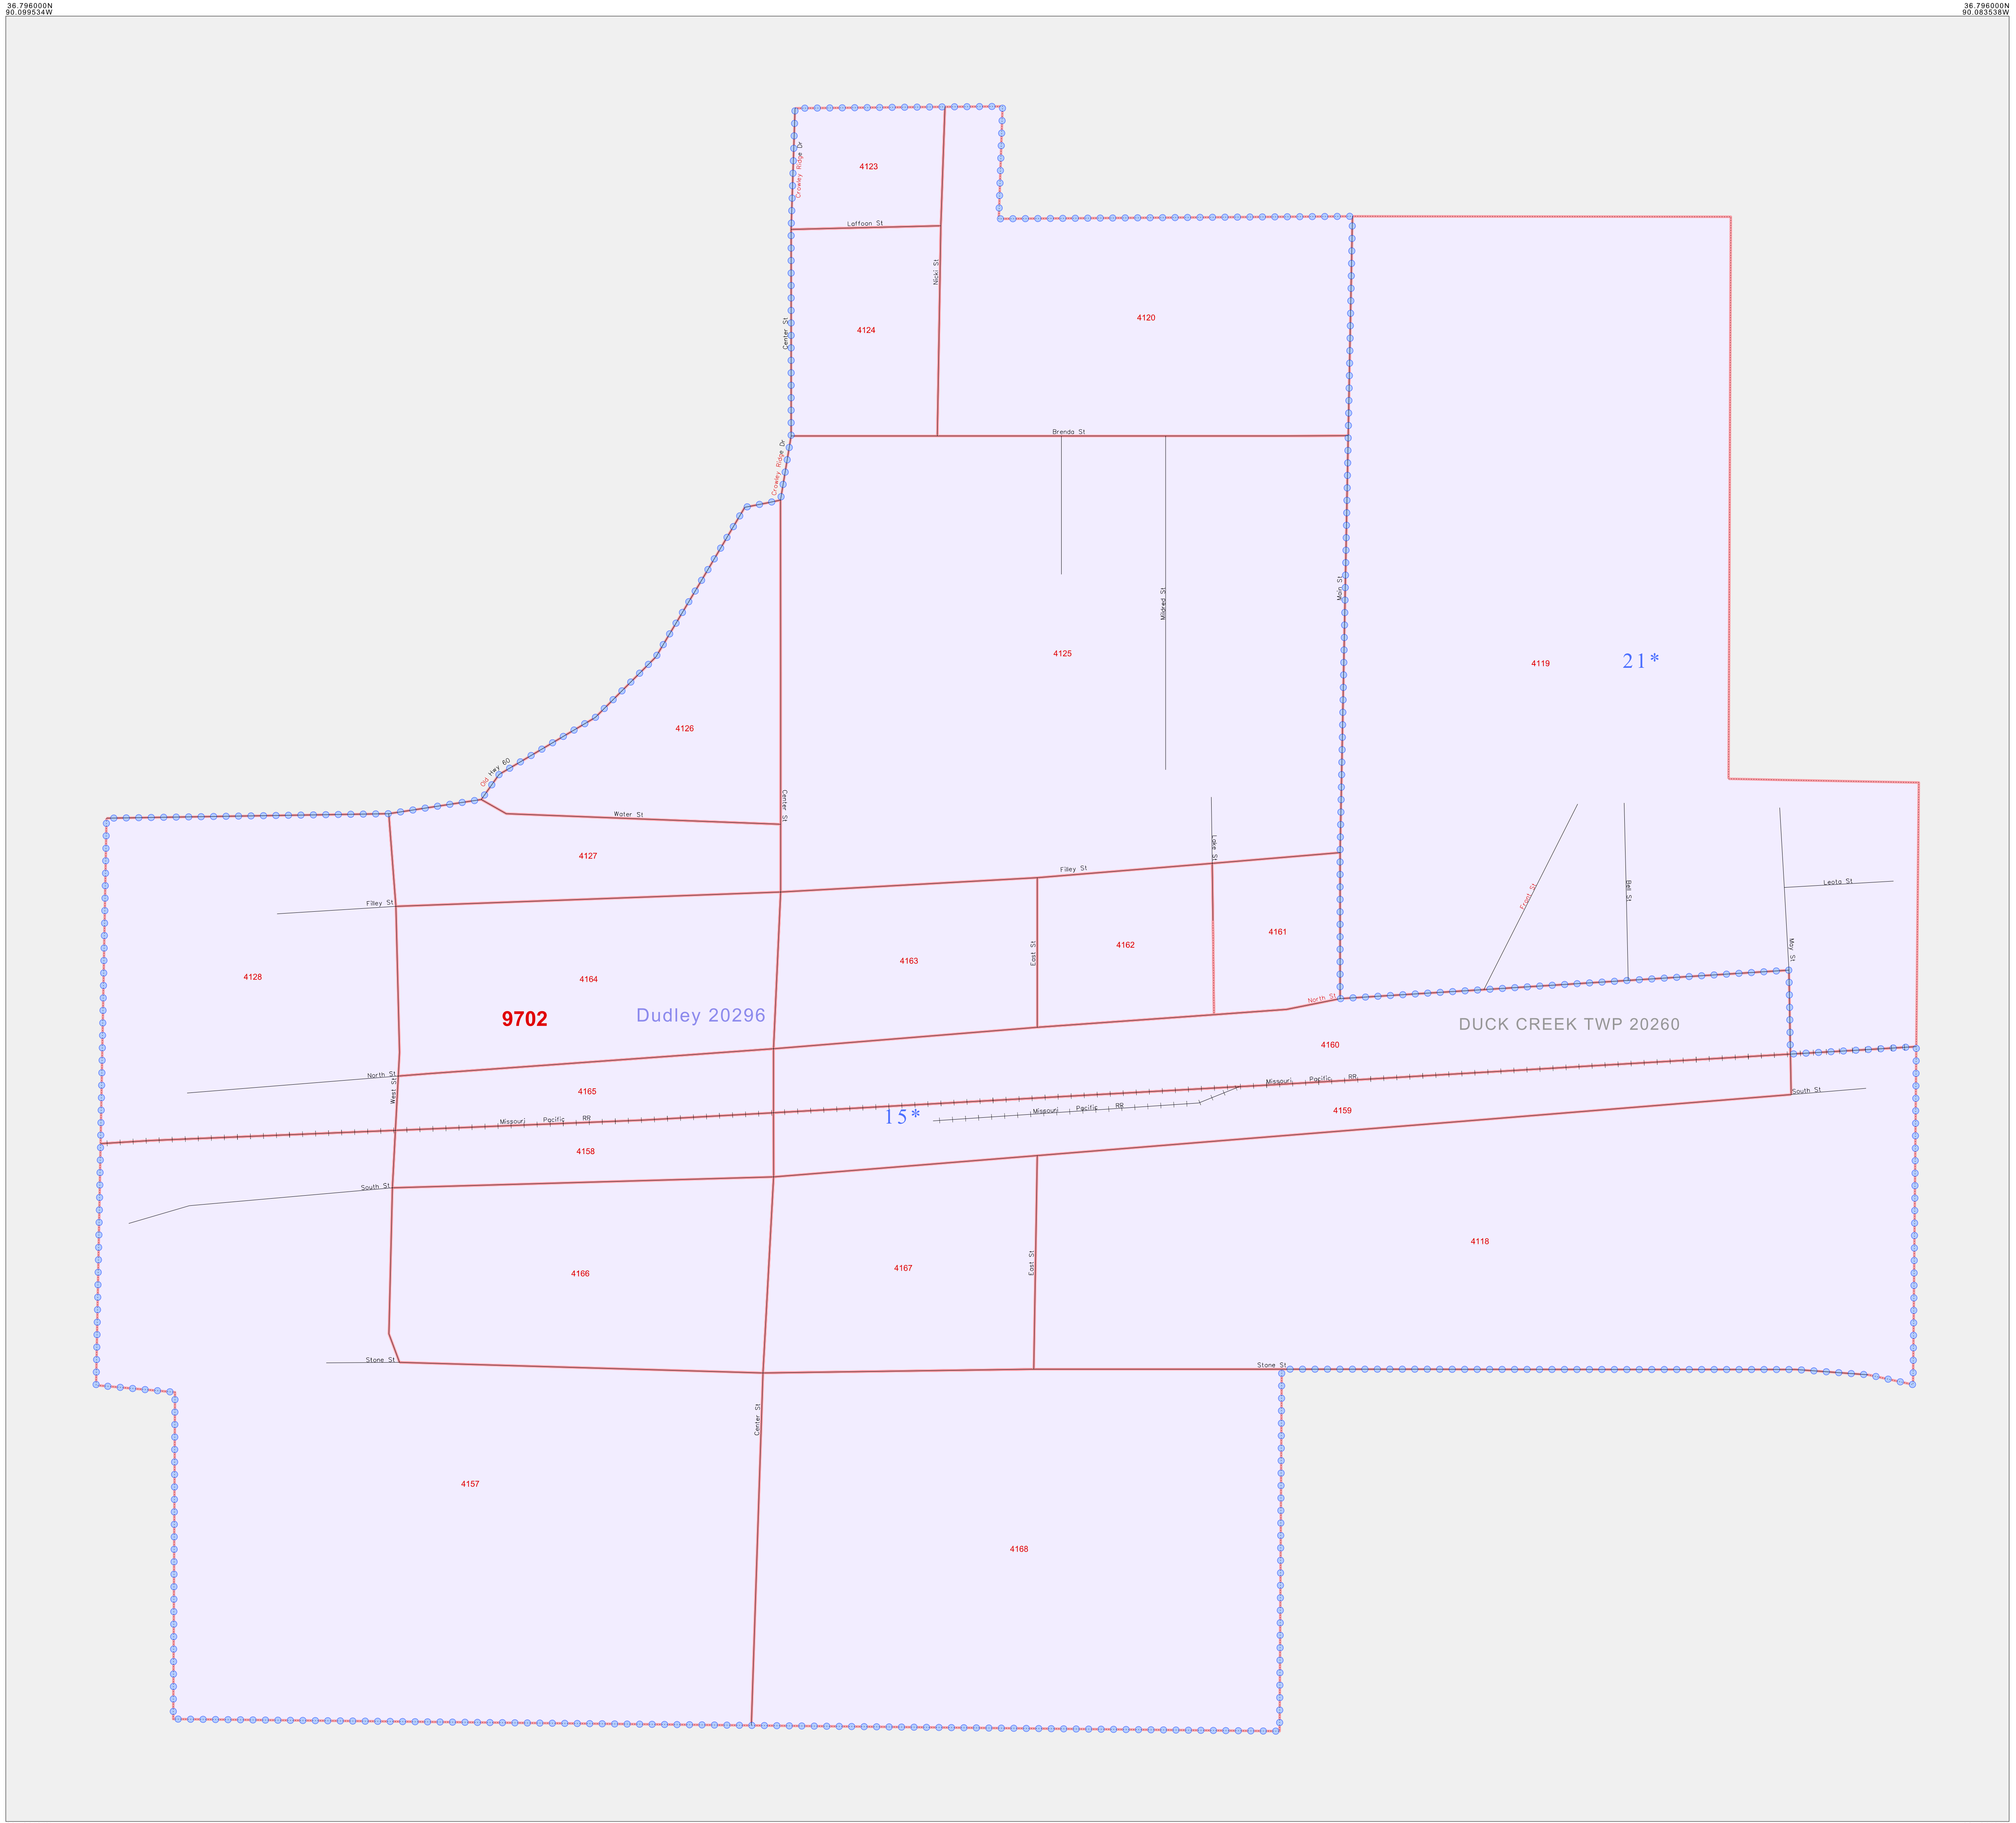 36.796000N
90.099534W
36.796000N
90.083538W
Crowley Ridge Dr
4123
Laffoon St
Nicki St
Center St
4124
4120
Brenda St
Crowley Ridge Dr
Main St
Mildred St
4125
4119
21*
4126
Old Hwy 60
Water St
Center St
4127
Lake St
Filley St
Front St
Bell St
Leota St
May St
Filley St
4128
4164
4163
East St
4162
4161
9702
Dudley 20296
North St
DUCK CREEK TWP 20260
4160
North St
West St
4165
Missouri Pacific RR
Missouri Pacific RR
Missouri Pacific RR
15*
4159
South St
4158
South St
4166
4167
East St
4118
Stone St
Stone St
Center St
4157
4168